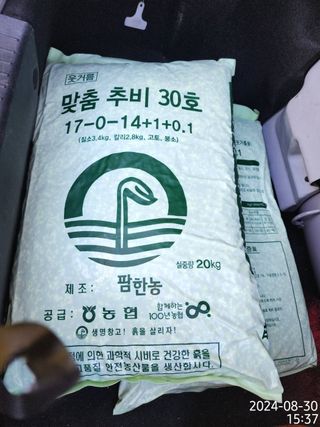 웃거름
맞춤 추비 30호
17-0-14+1+0.1
(질소3.4kg, 칼리2.8kg, 고토, 붕소)
실중량 20kg
제 조 : 팜한농
공 급 : 농협 함께하는 100년농협
생명창고! 흙을 살리자!
에 의한 과학적 시비로 건강한 흙을
고품질 안전농산물을 생산합시다.
2024-08-30
15:37